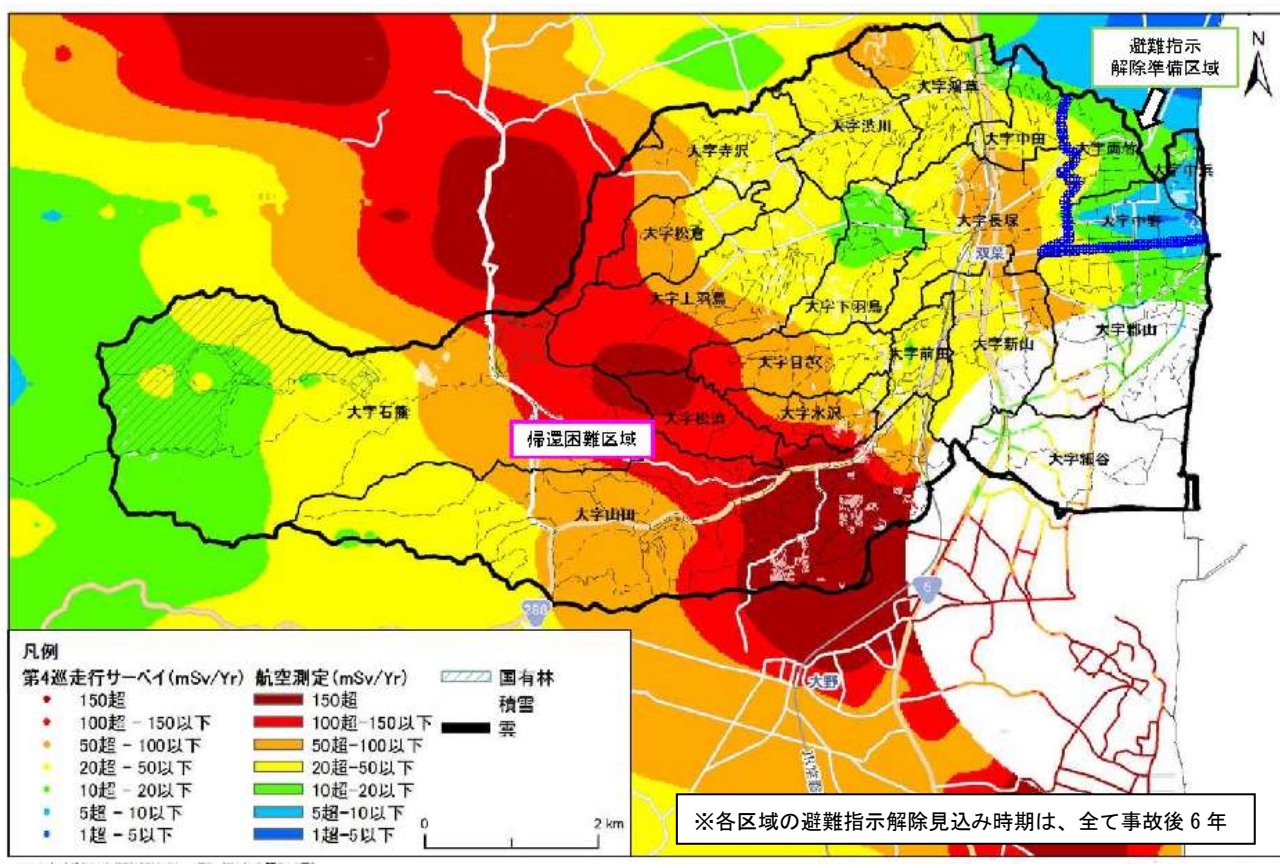 避難指示
解除準備区域
N
大字鴻草
大字渋川
大字中田
大字両竹
大字寺沢
大字中浜
大字中野
大字長塚
大字松倉
双葉
大字上羽鳥
大字下羽鳥
大字郡山
大字新山
大字前田
大字目迫
大字石熊
大字松迫
大字水沢
帰還困難区域
大字細谷
大字山田
6
288
大野
凡例
第4巡走行サーベイ(mSv/Yr) 航空測定(mSv/Yr) 国有林
150超 150超 積雪
100超 - 150以下 100超-150以下 雲
50超 - 100以下 50超-100以下
20超 - 50以下 20超-50以下
10超 - 20以下 10超-20以下
5超 - 10以下 5超-10以下
1超 - 5以下 1超-5以下
0 2 km
※各区域の避難指示解除見込み時期は、全て事故後6年